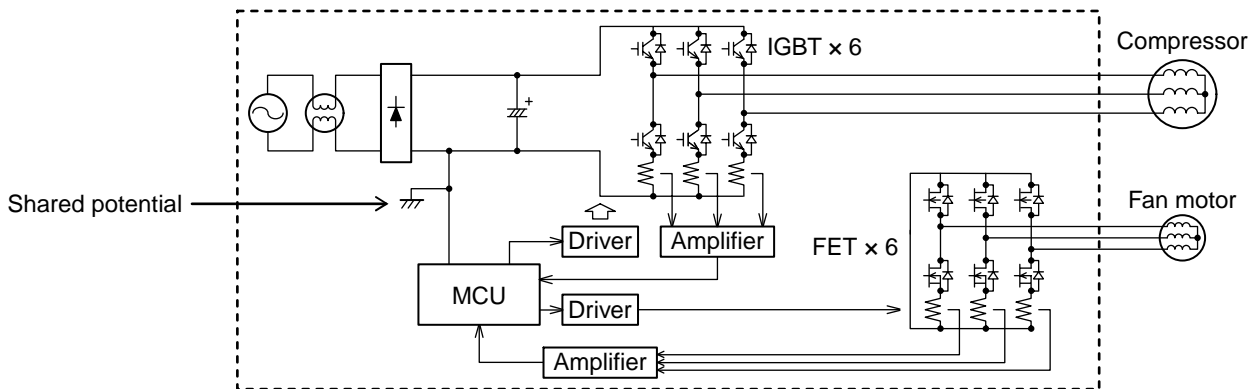 IGBT × 6
Compressor
Shared potential
Fan motor
Driver
Amplifier
FET × 6
MCU
Driver
Amplifier
+